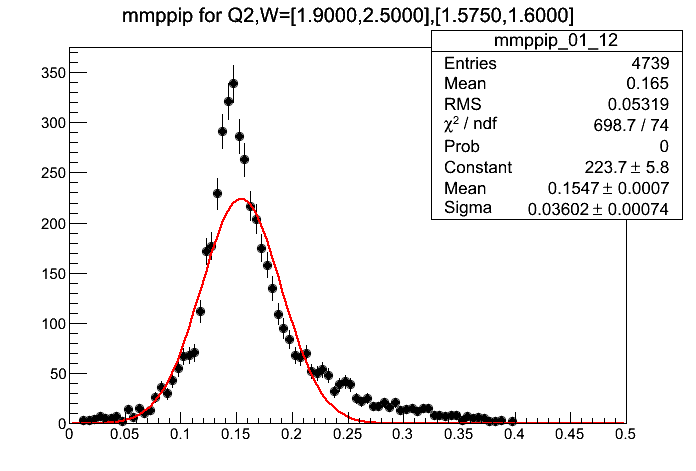 mmppip for Q2,W=[1.9000,2.5000],[1.5750,1.6000]
mmppip_01_12
Entries 4739
Mean 0.165
RMS 0.05319
χ² / ndf 698.7 / 74
Prob 0
Constant 223.7 ± 5.8
Mean 0.1547 ± 0.0007
Sigma 0.03602 ± 0.00074
350
300
250
200
150
100
50
0
0 0.05 0.1 0.15 0.2 0.25 0.3 0.35 0.4 0.45 0.5